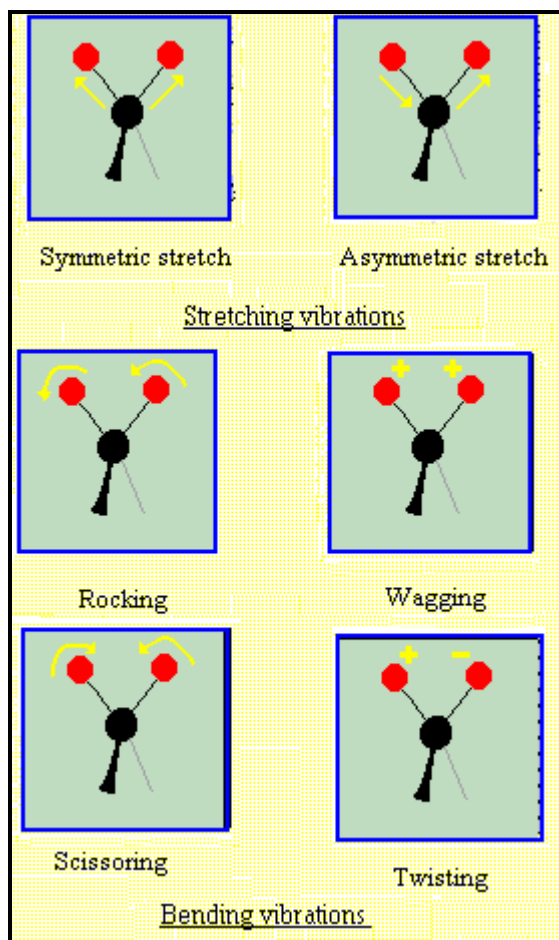 Symmetric stretch
Asymmetric stretch
Stretching vibrations
+ +
Rocking
Wagging
+ -
Scissoring
Twisting
Bending vibrations